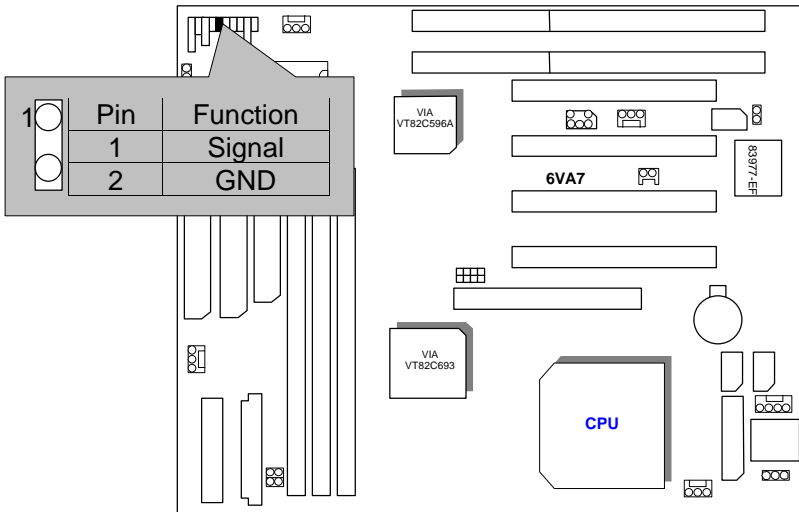 1
Pin Function
1 Signal
2 GND
VIA
VT82C596A
83977-EF
6VA7
VIA
VT82C693
CPU